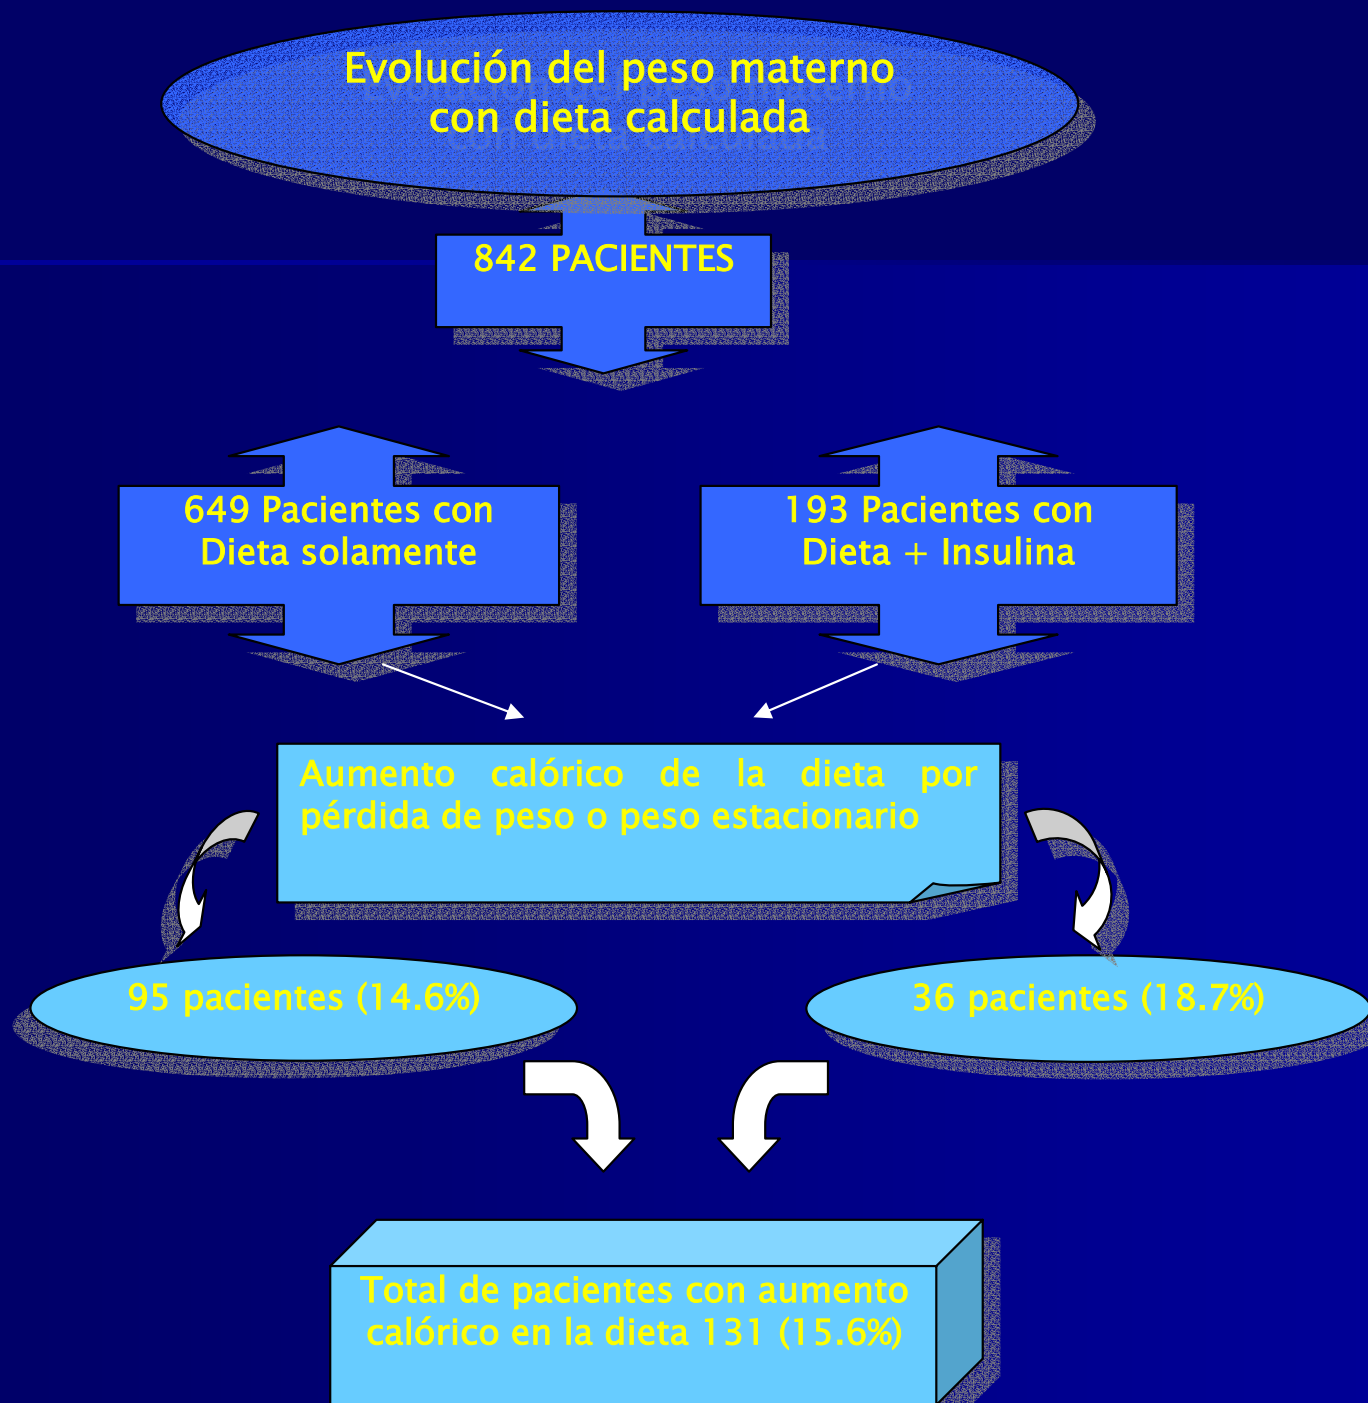 Evolución del peso materno
con dieta calculada
842 PACIENTES
649 Pacientes con
Dieta solamente
193 Pacientes con
Dieta + Insulina
Aumento calórico de la dieta por
pérdida de peso o peso estacionario
95 pacientes (14.6%)
36 pacientes (18.7%)
Total de pacientes con aumento
calórico en la dieta 131 (15.6%)